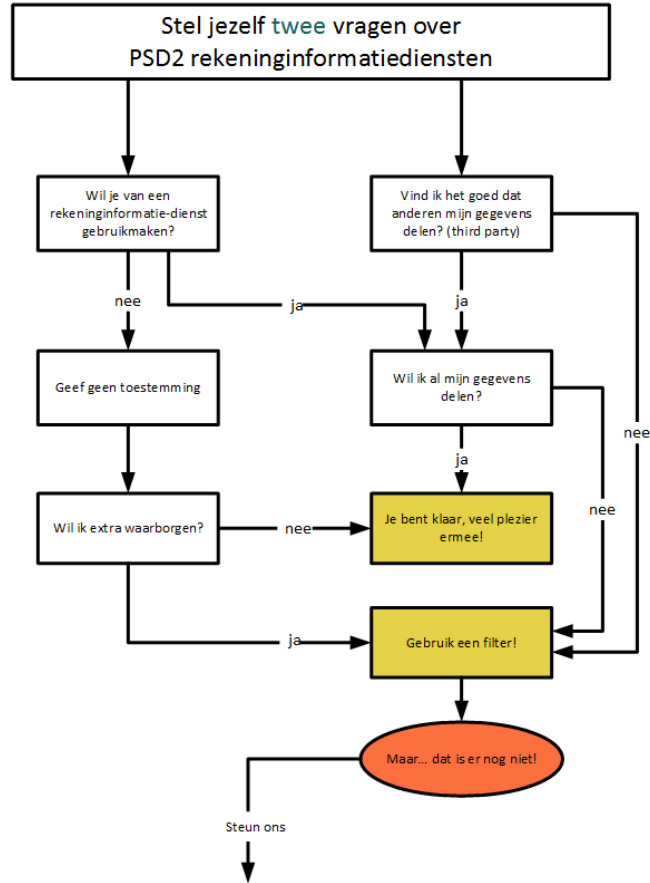 Stel jezelf twee vragen over
PSD2 rekeninginformatiediensten
Wil je van een
rekeninginformatie-dienst
gebruikmaken?
Vind ik het goed dat
anderen mijn gegevens
delen? (third party)
nee
ja
ja
Geef geen toestemming
Wil ik al mijn gegevens
delen?
nee
ja
Wil ik extra waarborgen?
nee
Je bent klaar, veel plezier
ermee!
nee
ja
Gebruik een filter!
Maar... dat is er nog niet!
Steun ons